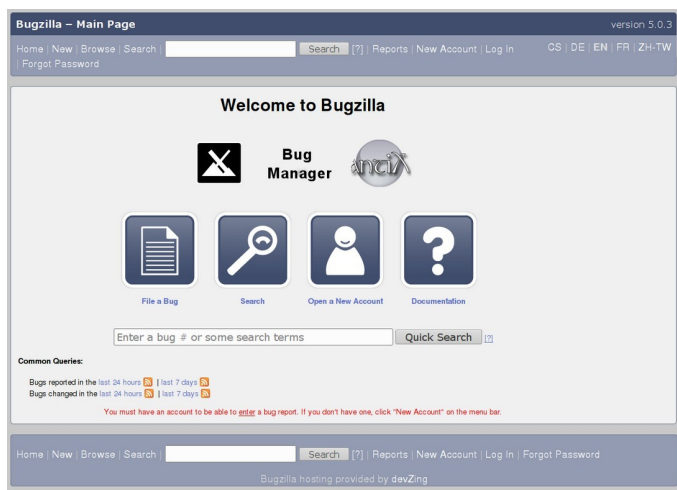 Bugzilla – Main Page version 5.0.3
Home | New | Browse | Search | Search [?] | Reports | New Account | Log In CS | DE | EN | FR | ZH-TW
| Forgot Password
Welcome to Bugzilla
Bug
Manager
antiX
File a Bug Search Open a New Account Documentation
Enter a bug # or some search terms Quick Search [?]
Common Queries:
Bugs reported in the last 24 hours | last 7 days
Bugs changed in the last 24 hours | last 7 days
You must have an account to be able to enter a bug report. If you don't have one, click "New Account" on the menu bar.
Home | New | Browse | Search | Search [?] | Reports | New Account | Log In | Forgot Password
Bugzilla hosting provided by devZing